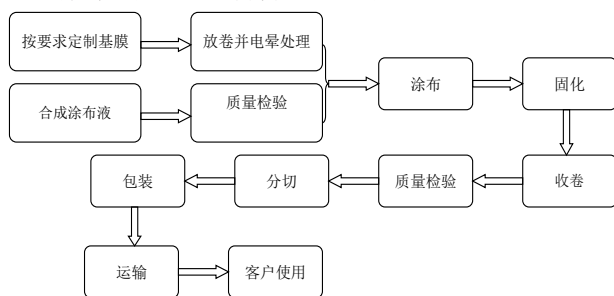 按要求定制基膜
放卷并电晕处理
合成涂布液
质量检验
涂布
固化
收卷
质量检验
分切
包装
运输
客户使用